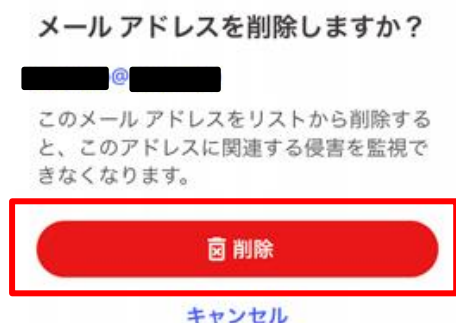 メール アドレスを削除しますか？
@
このメール アドレスをリストから削除する
と、このアドレスに関連する侵害を監視で
きなくなります。
削除
キャンセル